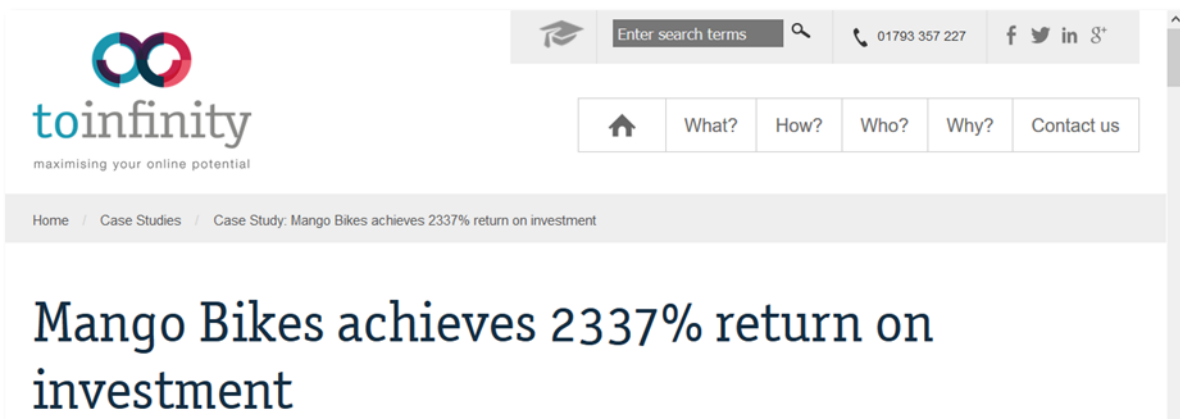 toinfinity
maximising your online potential
Enter search terms
01793 357 227
f in g+
What? How? Who? Why? Contact us
Home / Case Studies / Case Study: Mango Bikes achieves 2337% return on investment
Mango Bikes achieves 2337% return on
investment